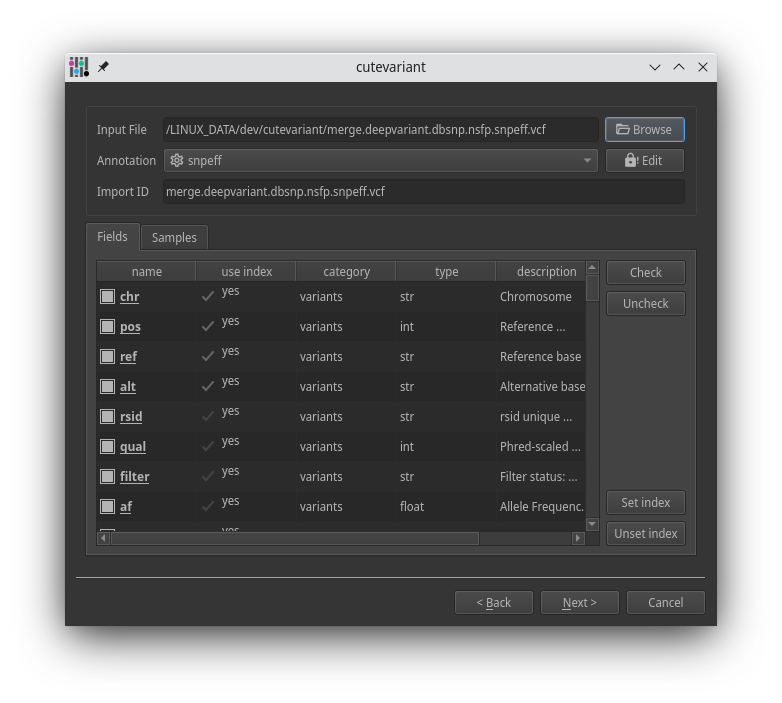 cutevariant
Input File /LINUX_DATA/dev/cutevariant/merge.deepvariant.dbsnp.nsfp.snpeff.vcf Browse
Annotation snpeff Edit
Import ID merge.deepvariant.dbsnp.nsfp.snpeff.vcf
Fields Samples
name use index category type description Check
chr yes variants str Chromosome
Uncheck
pos yes variants int Reference ...
ref yes variants str Reference base
alt yes variants str Alternative base
rsid yes variants str rsid unique ...
qual yes variants int Phred-scaled ...
filter yes variants str Filter status: ...
af yes variants float Allele Frequenc.
Set index
yes
Unset index
< Back Next > Cancel